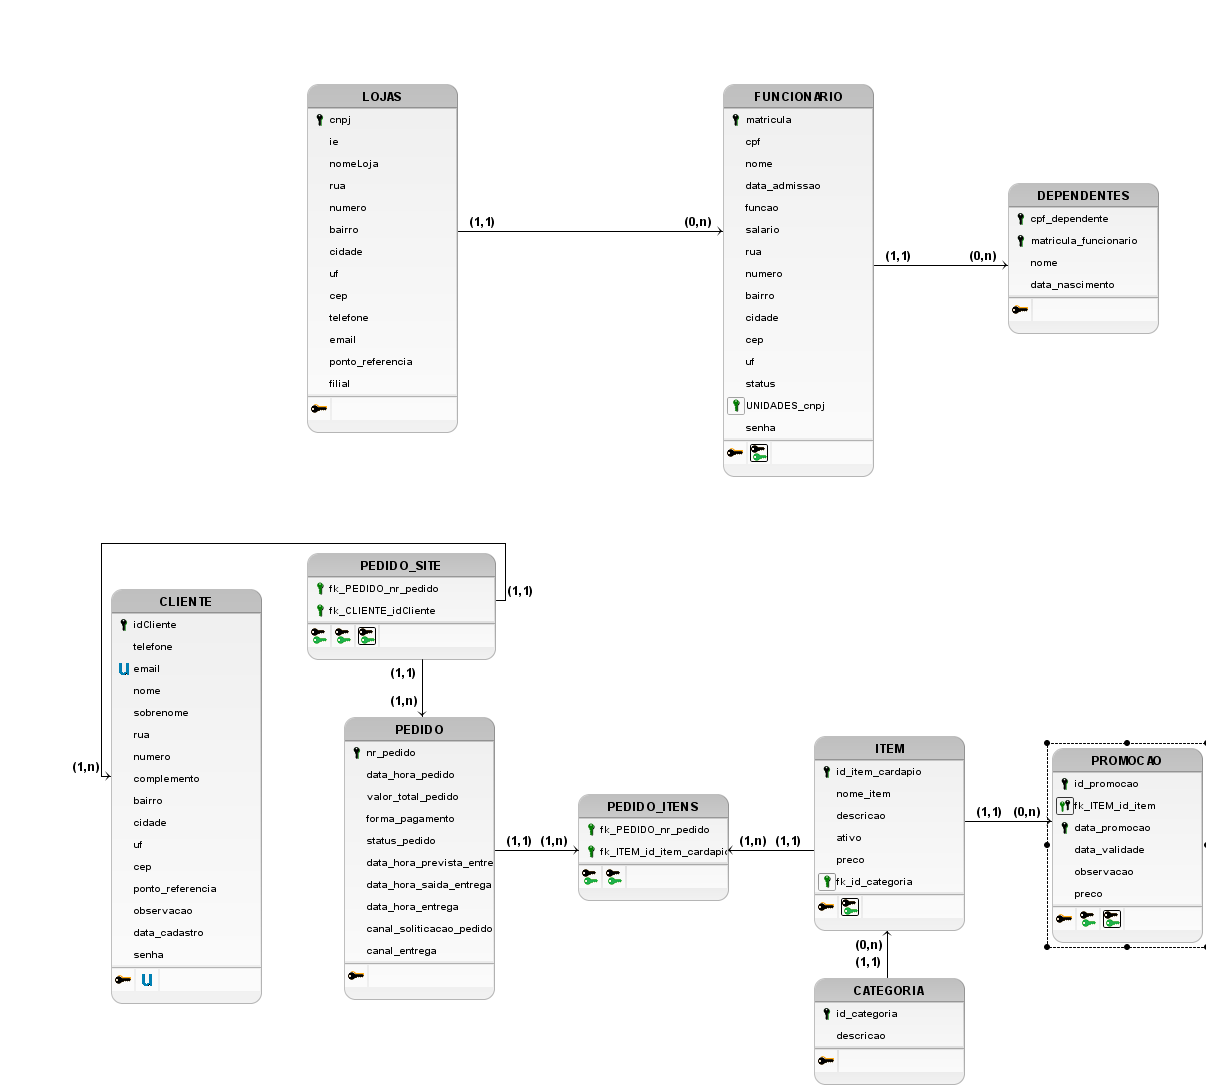 LOJAS
cnpj
ie
nomeLoja
rua
numero
bairro
cidade
uf
cep
telefone
email
ponto_referencia
filial
(1,1)
(0,n)
FUNCIONARIO
matricula
cpf
nome
data_admissao
funcao
salario
rua
numero
bairro
cidade
cep
uf
status
UNIDADES_cnpj
senha
(1,1)
(0,n)
DEPENDENTES
cpf_dependente
matricula_funcionario
nome
data_nascimento
PEDIDO_SITE
fk_PEDIDO_nr_pedido
fk_CLIENTE_idCliente
(1,1)
(1,1)
(1,n)
(1,n)
CLIENTE
idCliente
telefone
u email
nome
sobrenome
rua
numero
complemento
bairro
cidade
uf
cep
ponto_referencia
observacao
data_cadastro
senha
u
PEDIDO
nr_pedido
data_hora_pedido
valor_total_pedido
forma_pagamento
status_pedido
data_hora_prevista_entre
data_hora_saida_entrega
data_hora_entrega
canal_soliticacao_pedido
canal_entrega
(1,1) (1,n)
PEDIDO_ITENS
fk_PEDIDO_nr_pedido
fk_ITEM_id_item_cardapio
(1,n) (1,1)
ITEM
id_item_cardapio
nome_item
descricao
ativo
preco
fk_id_categoria
(1,1) (0,n)
PROMOCAO
id_promocao
fk_ITEM_id_item
data_promocao
data_validade
observacao
preco
(0,n)
(1,1)
CATEGORIA
id_categoria
descricao